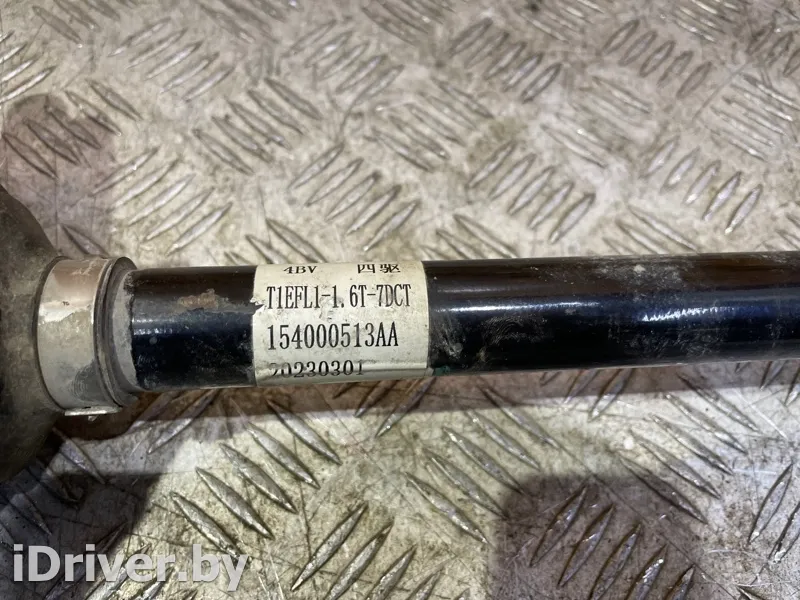 4BV 四驱
T1EFL1-1.6T-7DCT
154000513AA
20230301
iDriver.by